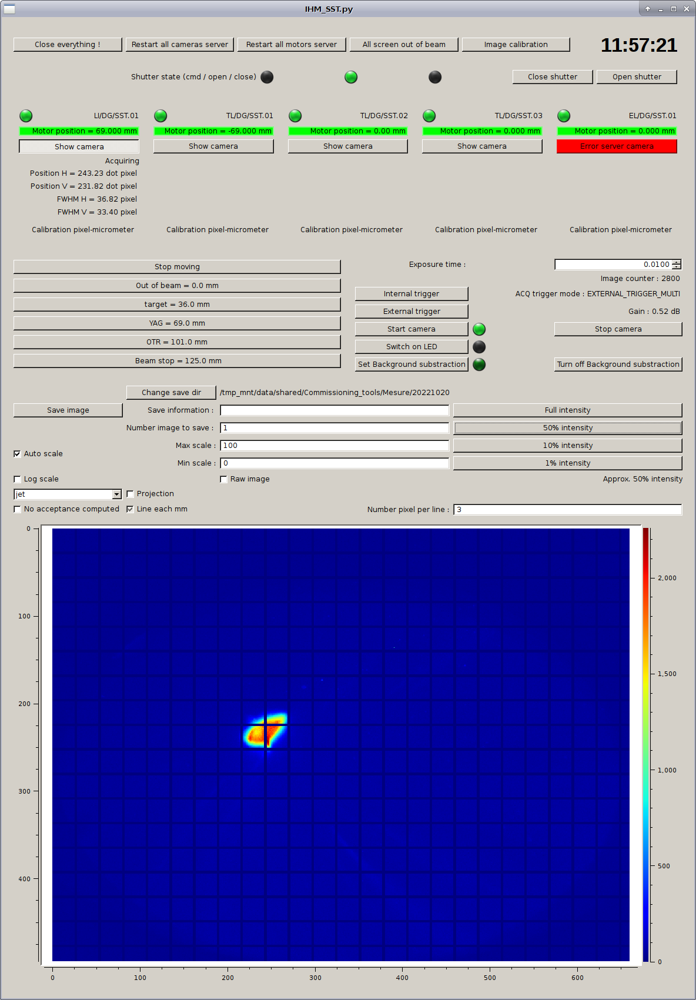 IHM_SST.py
Close everything !
Restart all cameras server
Restart all motors server
All screen out of beam
Image calibration
11:57:21
Shutter state (cmd / open / close)
Close shutter
Open shutter
LI/DG/SST.01
TL/DG/SST.01
TL/DG/SST.02
TL/DG/SST.03
EL/DG/SST.01
Motor position = 69.000 mm
Motor position = -69.000 mm
Motor position = 0.00 mm
Motor position = 0.000 mm
Motor position = 0.000 mm
Show camera
Show camera
Show camera
Show camera
Error server camera
Acquiring
Position H = 243.23 dot pixel
Position V = 231.82 dot pixel
FWHM H = 36.82 pixel
FWHM V = 33.40 pixel
Calibration pixel-micrometer
Calibration pixel-micrometer
Calibration pixel-micrometer
Calibration pixel-micrometer
Calibration pixel-micrometer
Stop moving
Out of beam = 0.0 mm
target = 36.0 mm
YAG = 69.0 mm
OTR = 101.0 mm
Beam stop = 125.0 mm
Exposure time :
0.0100
Image counter : 2800
Internal trigger
ACQ trigger mode : EXTERNAL_TRIGGER_MULTI
External trigger
Gain : 0.52 dB
Start camera
Stop camera
Switch on LED
Set Background substraction
Turn off Background substraction
Change save dir
/tmp_mnt/data/shared/Commissioning_tools/Mesure/20221020
Save image
Save information :
Full intensity
Number image to save :
1
50% intensity
Max scale :
100
10% intensity
Auto scale
Min scale :
0
1% intensity
Log scale
Raw image
Approx. 50% intensity
jet
Projection
No acceptance computed
Line each mm
Number pixel per line :
3
0
100
200
300
400
2,000
1,500
1,000
500
0
0
100
200
300
400
500
600